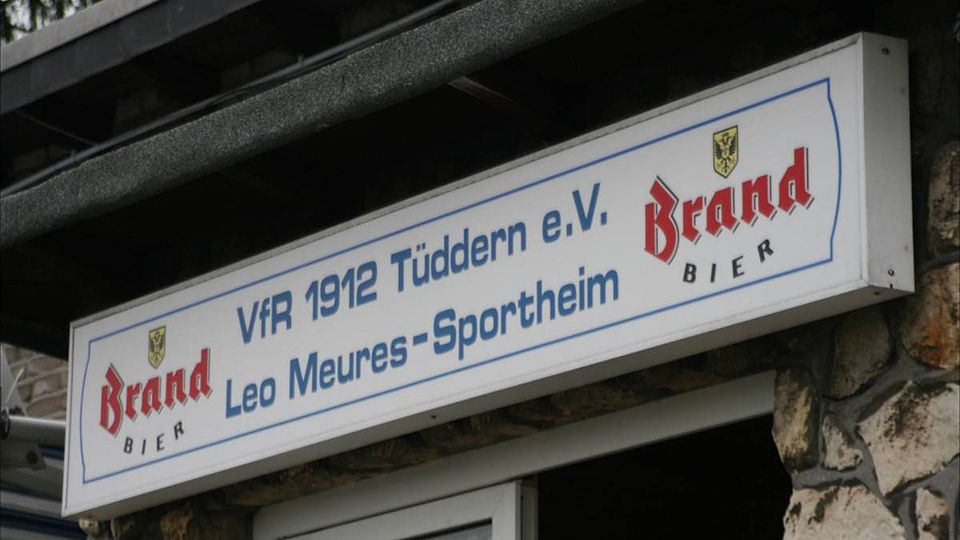 VfR 1912 Tüddern e.V.
Leo Meures-Sportheim
Brand
BIER
Brand
BIER